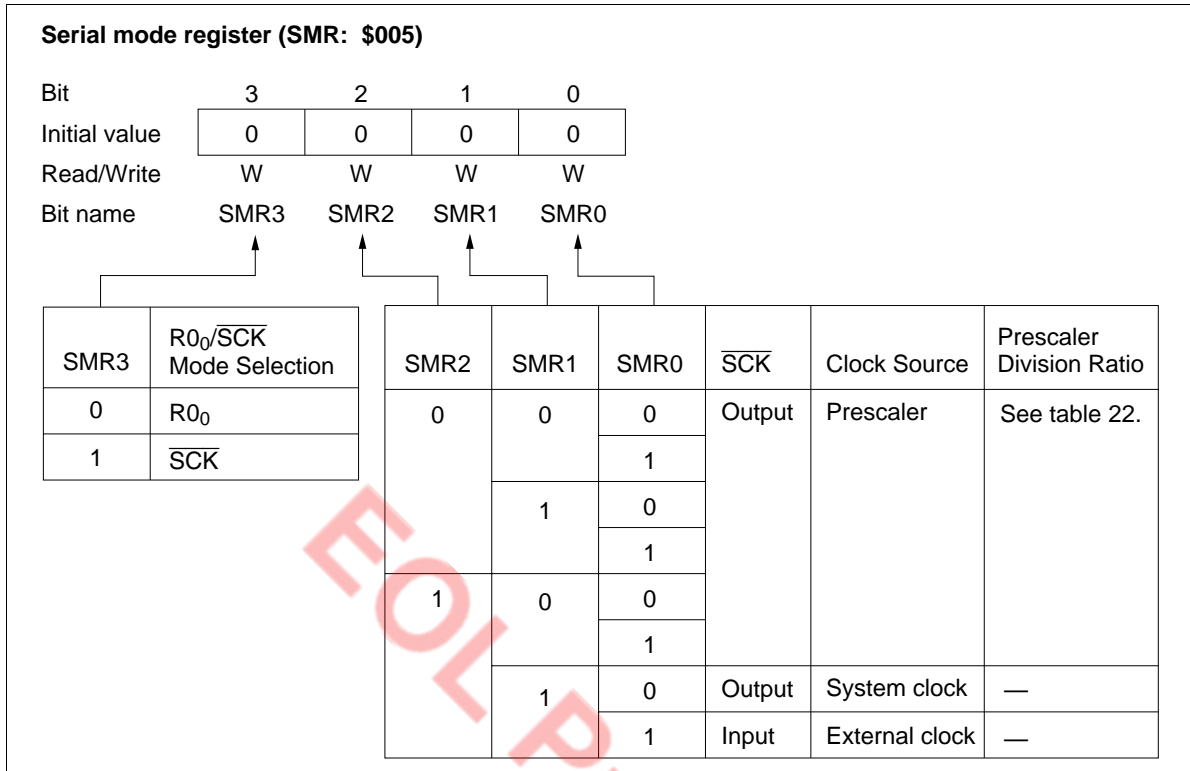 Serial mode register (SMR: $005)
Bit 3 2 1 0
Initial value 0 0 0 0
Read/Write W W W W
Bit name SMR3 SMR2 SMR1 SMR0
SMR3 R0₀/S̅C̅K̅ Mode Selection
0 R0₀
1 S̅C̅K̅
SMR2 SMR1 SMR0 S̅C̅K̅ Clock Source Prescaler Division Ratio
0 0 0 Output Prescaler See table 22.
1
1 0
1
1 0 0
1
1 0 Output System clock —
1 Input External clock —
EOL P